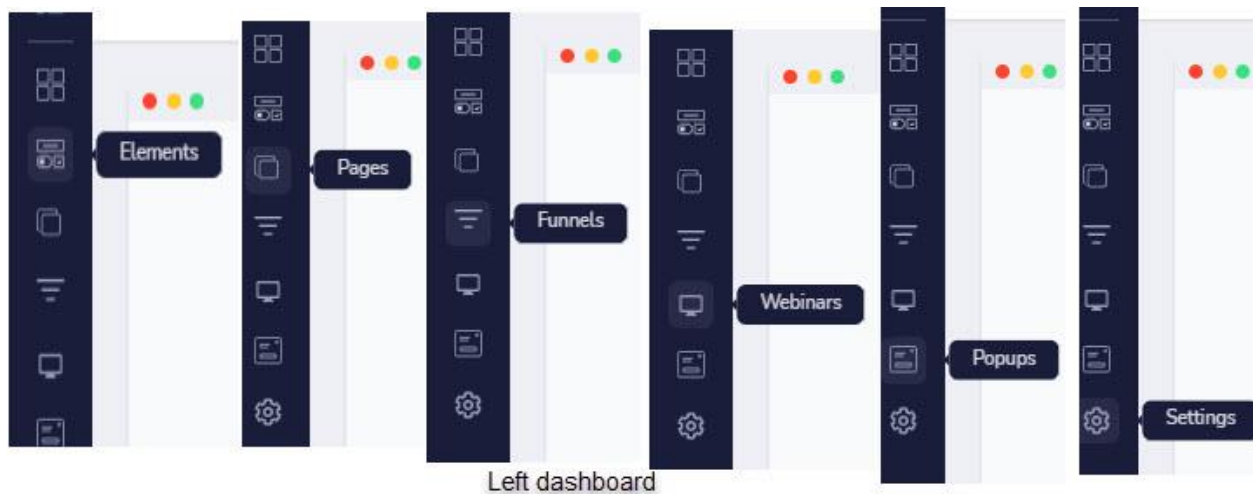 Elements
Pages
Funnels
Webinars
Popups
Settings
Left dashboard